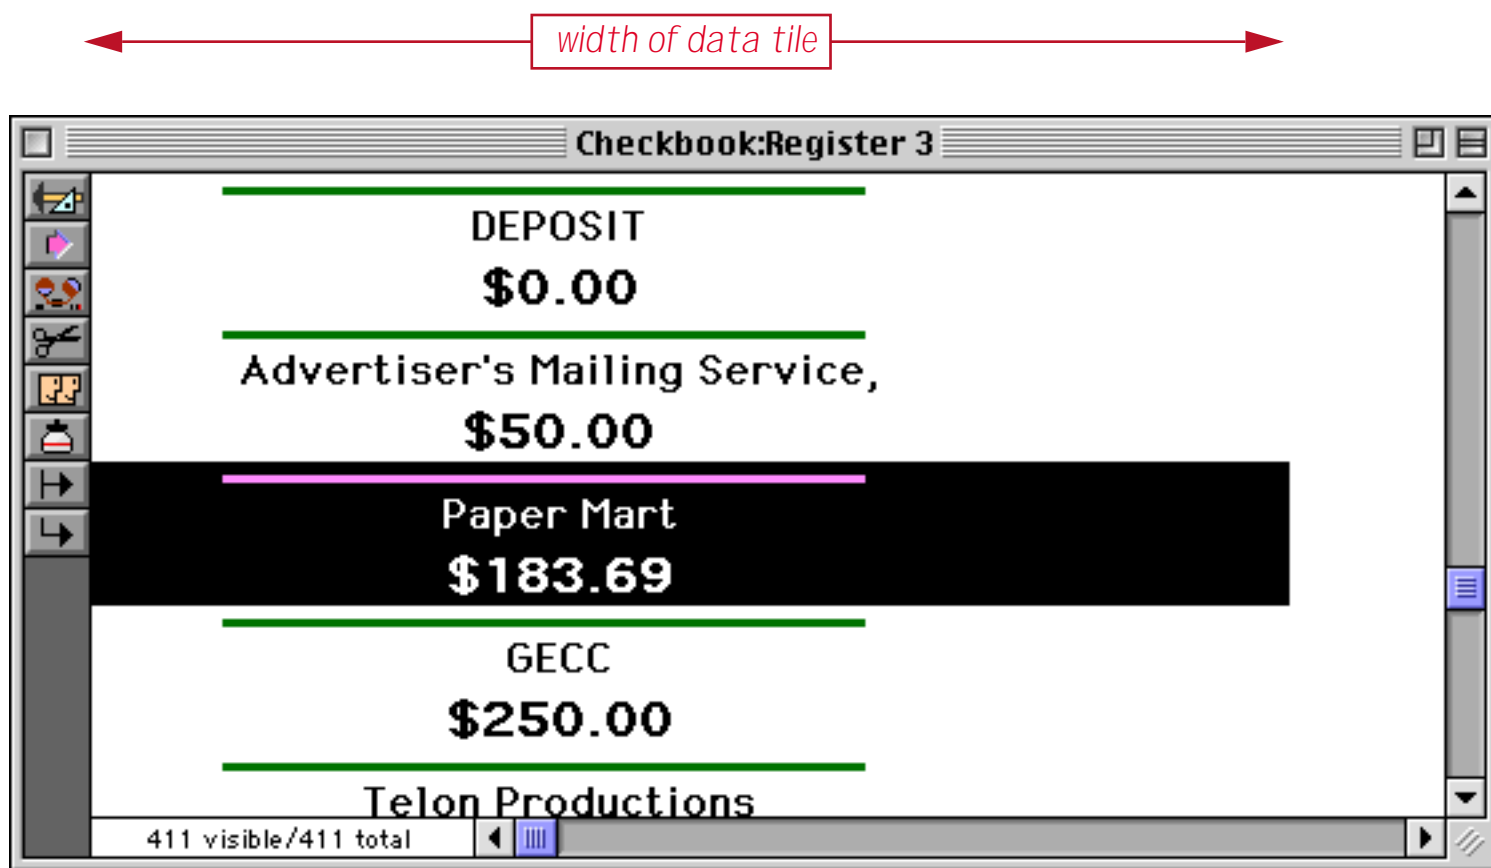 width of data tile
Checkbook:Register 3
DEPOSIT
$0.00
Advertiser's Mailing Service,
$50.00
Paper Mart
$183.69
GECC
$250.00
Telon Productions
411 visible/411 total